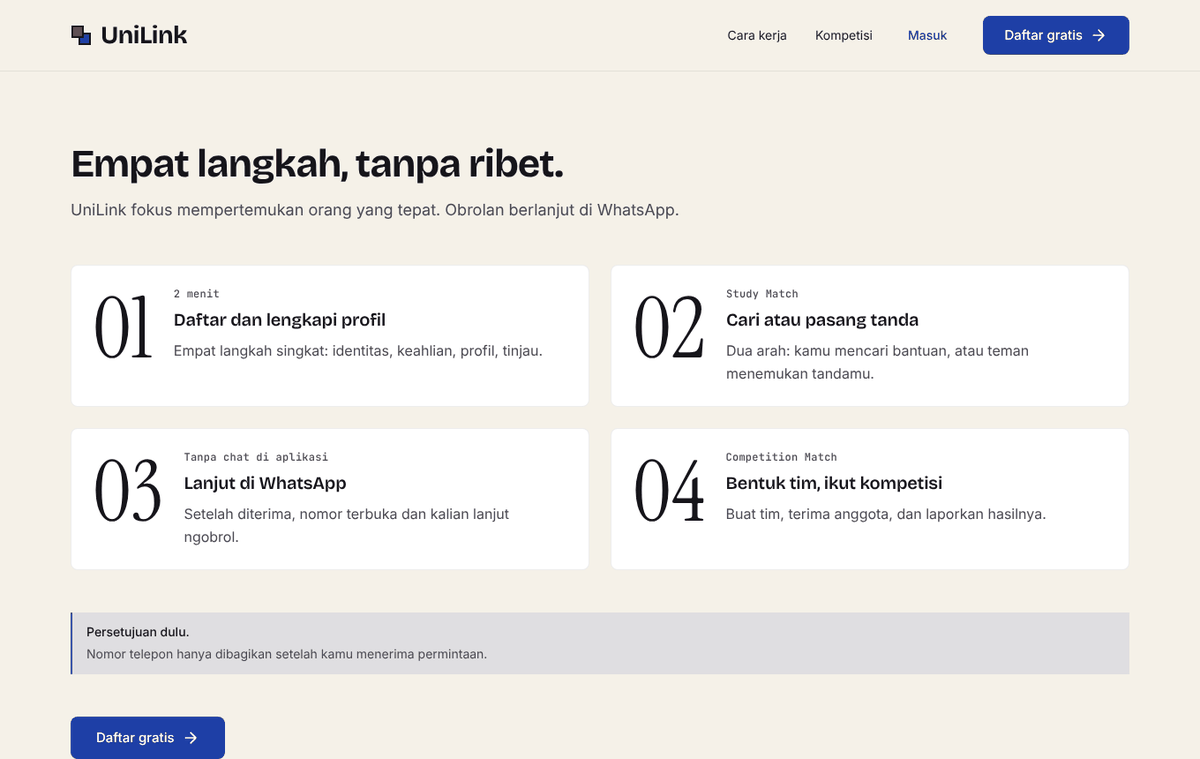 UniLink
Cara kerja
Kompetisi
Masuk
Daftar gratis
Empat langkah, tanpa ribet.
UniLink fokus mempertemukan orang yang tepat. Obrolan berlanjut di WhatsApp.
01
2 menit
Daftar dan lengkapi profil
Empat langkah singkat: identitas, keahlian, profil, tinjau.
02
Study Match
Cari atau pasang tanda
Dua arah: kamu mencari bantuan, atau teman
menemukan tandamu.
03
Tanpa chat di aplikasi
Lanjut di WhatsApp
Setelah diterima, nomor terbuka dan kalian lanjut
ngobrol.
04
Competition Match
Bentuk tim, ikut kompetisi
Buat tim, terima anggota, dan laporkan hasilnya.
Persetujuan dulu.
Nomor telepon hanya dibagikan setelah kamu menerima permintaan.
Daftar gratis